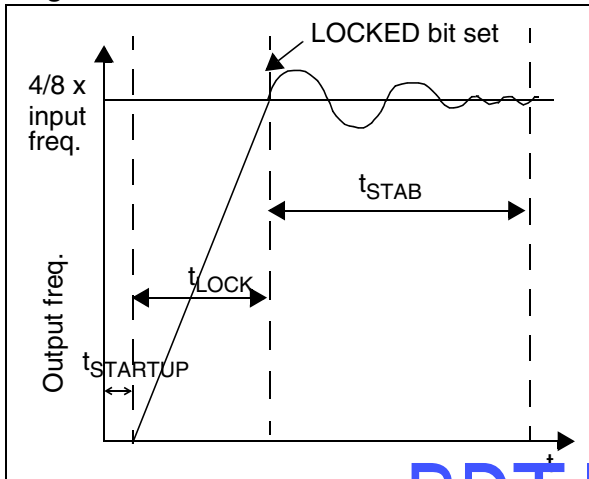 LOCKED bit set
4/8 x
input
freq.
tSTAB
tLOCK
Output freq.
tSTARTUP
t